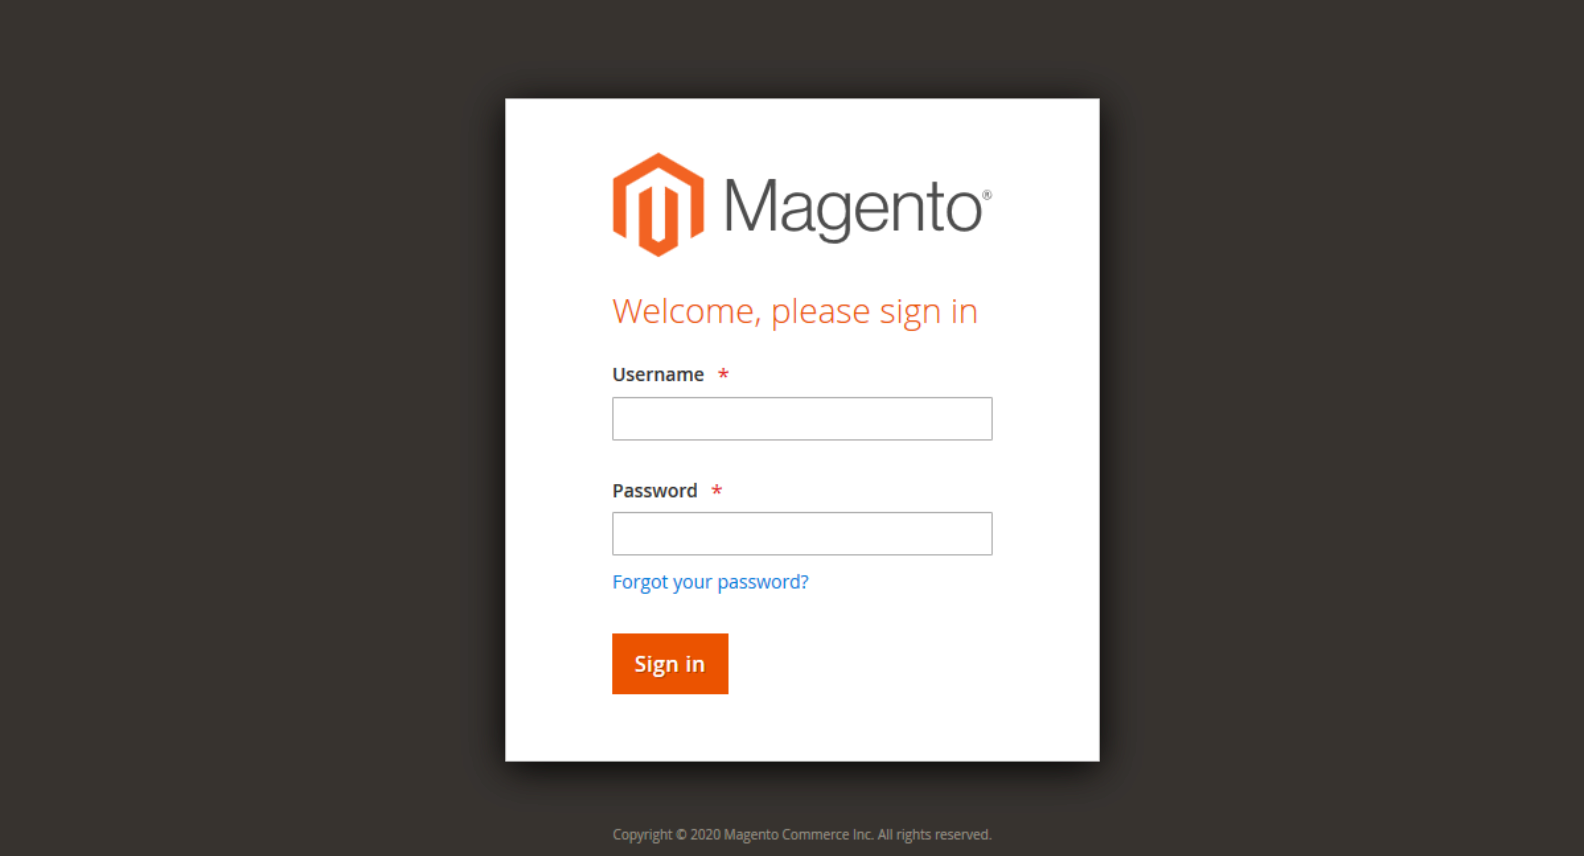 Magento®
Welcome, please sign in
Username *
Password *
Forgot your password?
Sign in
Copyright © 2020 Magento Commerce Inc. All rights reserved.